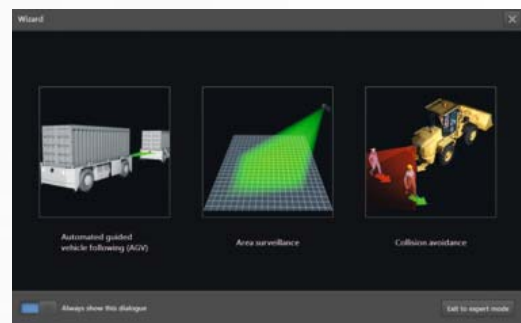 Wizard
Automated guided
vehicle following (AGV)
Area surveillance
Collision avoidance
Always show this dialogue
Exit to expert mode